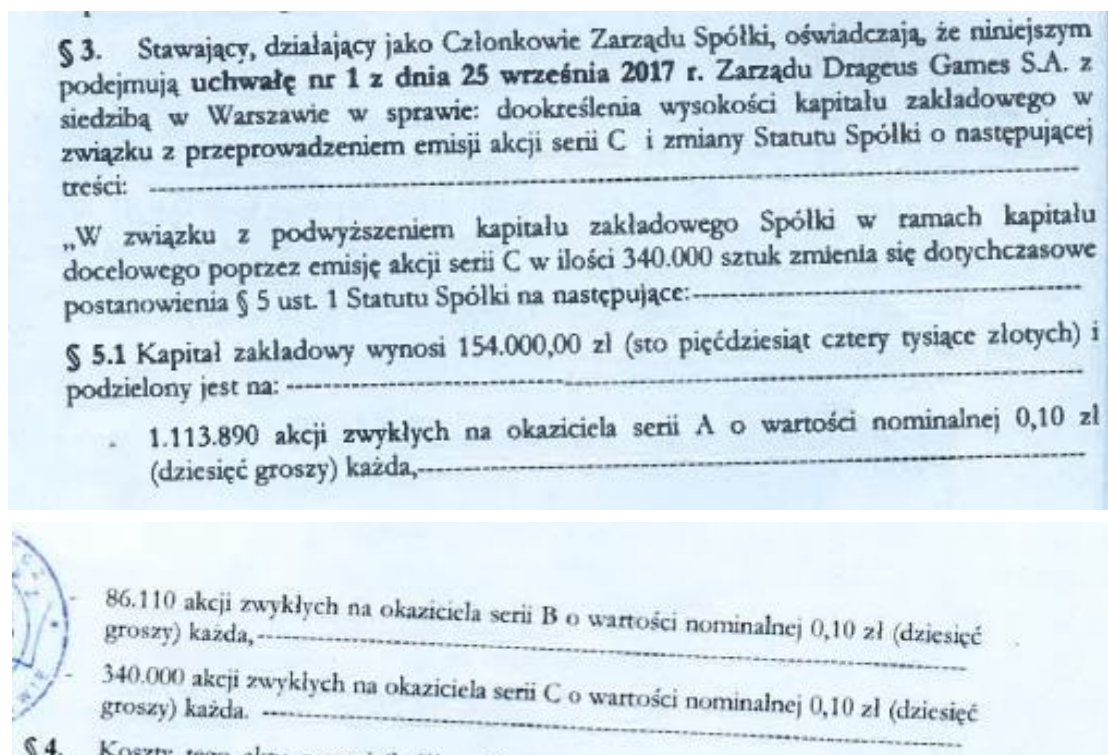 § 3. Stawający, działający jako Członkowie Zarządu Spółki, oświadczają, że niniejszym
podejmują uchwałę nr 1 z dnia 25 września 2017 r. Zarządu Drageus Games S.A. z
siedzibą w Warszawie w sprawie: dookreślenia wysokości kapitału zakładowego w
związku z przeprowadzeniem emisji akcji serii C i zmiany Statutu Spółki o następującej
treści: ----------
„W związku z podwyższeniem kapitału zakładowego Spółki w ramach kapitału
docelowego poprzez emisję akcji serii C w ilości 340.000 sztuk zmienia się dotychczasowe
postanowienia § 5 ust. 1 Statutu Spółki na następujące:----------
§ 5.1 Kapitał zakładowy wynosi 154.000,00 zł (sto pięćdziesiąt cztery tysiące złotych) i
podzielony jest na: ----------
- 1.113.890 akcji zwykłych na okaziciela serii A o wartości nominalnej 0,10 zł
(dziesięć groszy) każda,----------
- 86.110 akcji zwykłych na okaziciela serii B o wartości nominalnej 0,10 zł (dziesięć
groszy) każda,----------
- 340.000 akcji zwykłych na okaziciela serii C o wartości nominalnej 0,10 zł (dziesięć
groszy) każda. ----------
§ 4. Koszty tego aktu